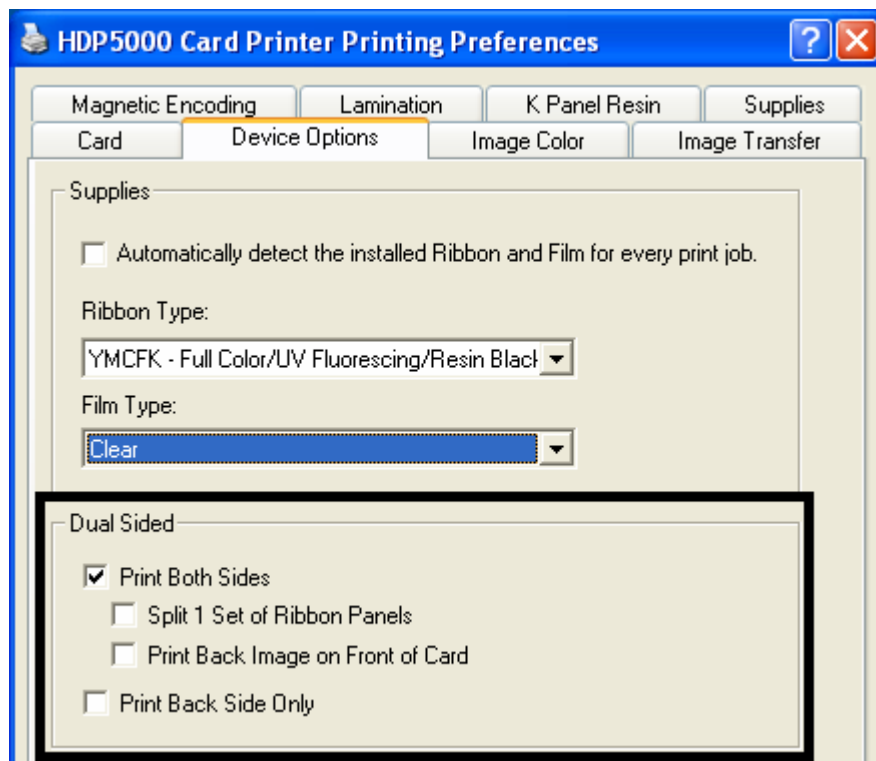 HDP5000 Card Printer Printing Preferences
Magnetic Encoding Lamination K Panel Resin Supplies
Card Device Options Image Color Image Transfer
Supplies
Automatically detect the installed Ribbon and Film for every print job.
Ribbon Type:
YMCFK - Full Color/UV Fluorescing/Resin Blac
Film Type:
Clear
Dual Sided
Print Both Sides
Split 1 Set of Ribbon Panels
Print Back Image on Front of Card
Print Back Side Only